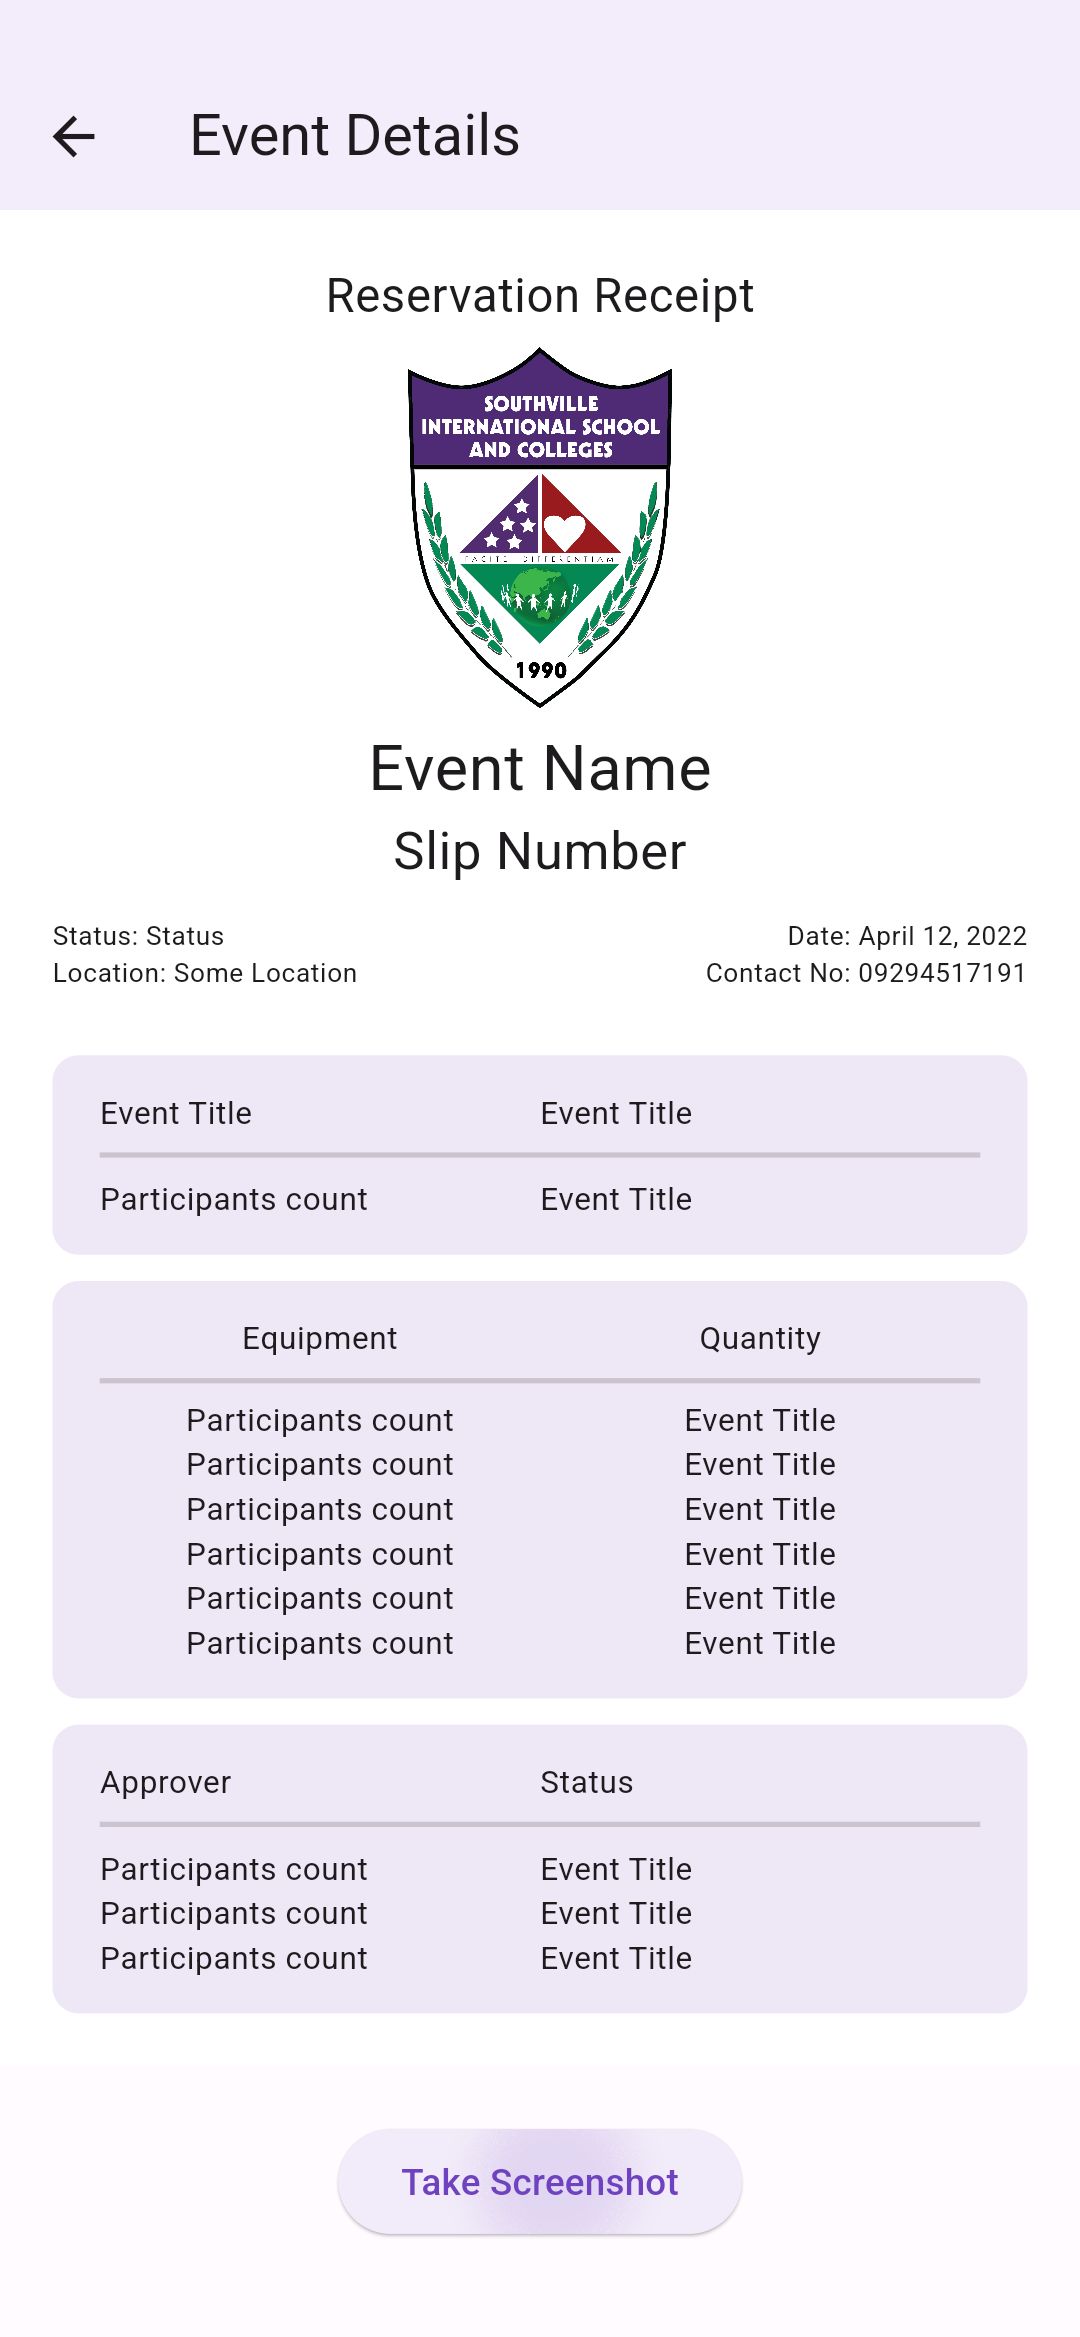 Event Details
Reservation Receipt
SOUTHVILLE
INTERNATIONAL SCHOOL
AND COLLEGES
FACITE DIFFERENTIAM
1990
Event Name
Slip Number
Status: Status Date: April 12, 2022
Location: Some Location Contact No: 09294517191
Event Title Event Title
Participants count Event Title
Equipment Quantity
Participants count Event Title
Participants count Event Title
Participants count Event Title
Participants count Event Title
Participants count Event Title
Participants count Event Title
Approver Status
Participants count Event Title
Participants count Event Title
Participants count Event Title
Take Screenshot